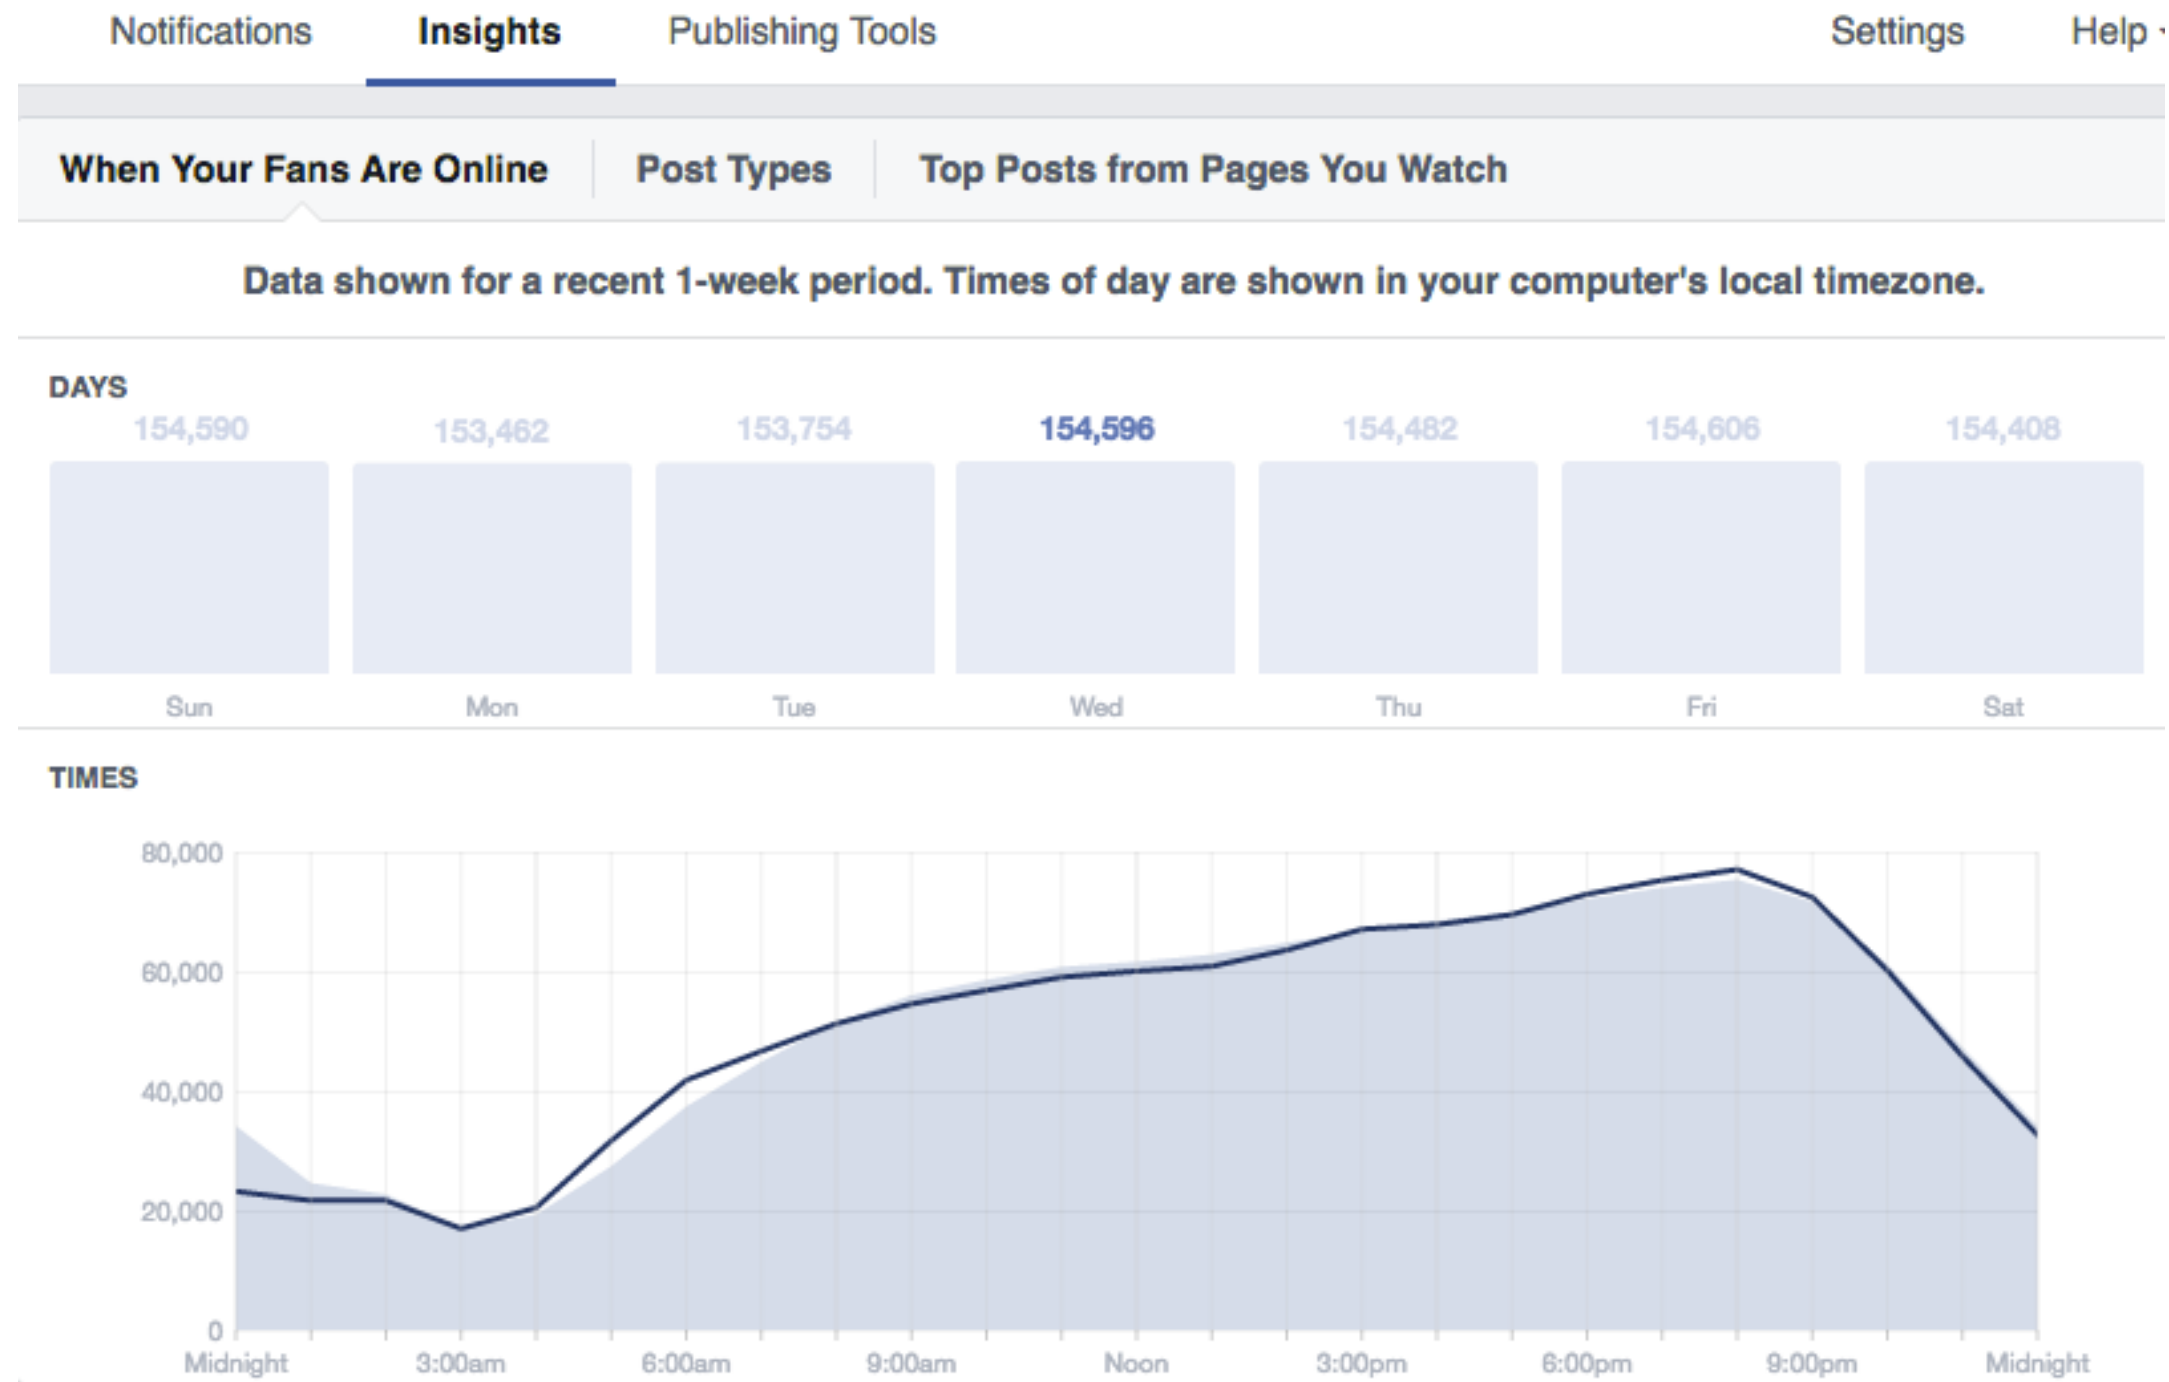 Notifications Insights Publishing Tools Settings Help
When Your Fans Are Online Post Types Top Posts from Pages You Watch
Data shown for a recent 1-week period. Times of day are shown in your computer's local timezone.
DAYS
154,590 153,462 153,754 154,596 154,482 154,606 154,408
Sun Mon Tue Wed Thu Fri Sat
TIMES
80,000
60,000
40,000
20,000
0
Midnight 3:00am 6:00am 9:00am Noon 3:00pm 6:00pm 9:00pm Midnight